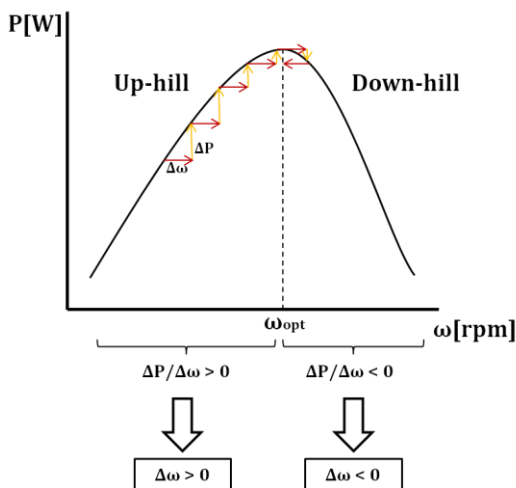 P[W]
Up-hill
Down-hill
ΔP
Δω
ωopt
ω[rpm]
ΔP/Δω > 0
ΔP/Δω < 0
Δω > 0
Δω < 0